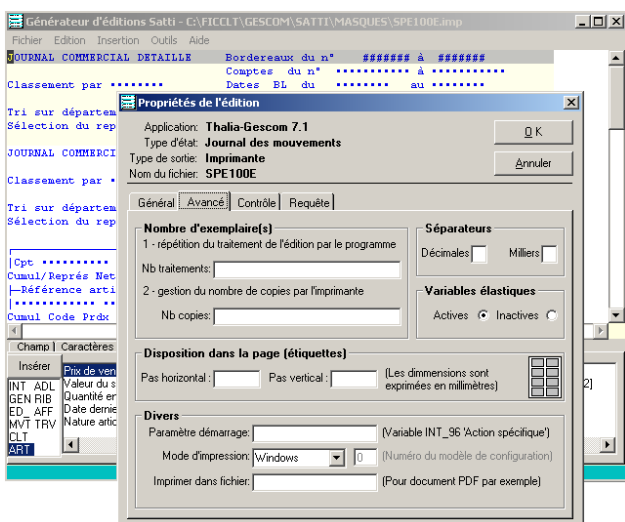 Générateur d'éditions Satti - C:\FICCLT\GESCOM\SATTI\MASQUES\SPE100E.imp
Fichier Edition Insertion Outils Aide
JOURNAL COMMERCIAL DETAILLE Bordereaux du n° ####### à #######
Comptes du n° ••••••••••• à •••••••••••
Classement par •••••••• Dates BL du •••••••• au ••••••••
Tri sur départem
Sélection du rep
JOURNAL COMMERCI
Classement par •
Tri sur départem
Sélection du rep
|Cpt •••••••••
Cumul/Représ Net
Référence arti
|••••••••••• ••
Cumul Code Prdx
Propriétés de l'édition
Application: Thalia-Gescom 7.1
Type d'état: Journal des mouvements
Type de sortie: Imprimante
Nom du fichier: SPE100E
OK
Annuler
Général Avancé Contrôle Requête
Nombre d'exemplaire(s)
1 - répétition du traitement de l'édition par le programme
Nb traitements:
2 - gestion du nombre de copies par l'imprimante
Nb copies:
Séparateurs
Décimales Milliers
Variables élastiques
Actives Inactives
Disposition dans la page (étiquettes)
Pas horizontal : Pas vertical : (Les dimmensions sont
exprimées en millimètres)
Divers
Paramètre démarrage: (Variable INT_96 'Action spécifique')
Mode d'impression: Windows 0 (Numéro du modèle de configuration)
Imprimer dans fichier: (Pour document PDF par exemple)
Champ Caractères
Insérer
INT ADL
GEN RIB
ED_ AFF
MVT TRV
CLT
ART
Prix de ven
Valeur du s
Quantité en
Date dernie
Nature artic
2]